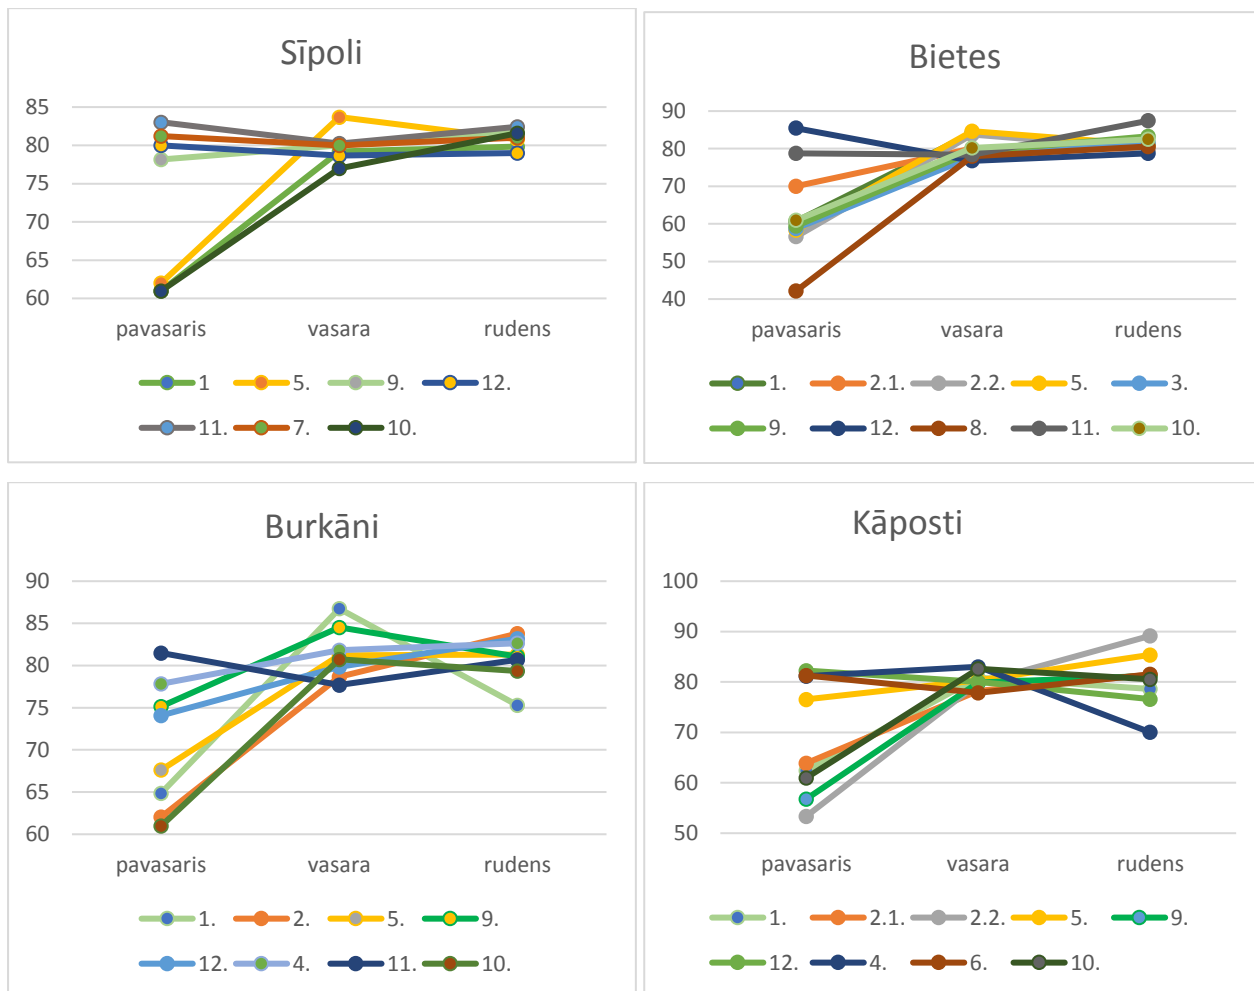 Sīpoli
85
80
75
70
65
60
pavasaris vasara rudens
1 5. 9. 12.
11. 7. 10.
Bietes
90
80
70
60
50
40
pavasaris vasara rudens
1. 2.1. 2.2. 5. 3.
9. 12. 8. 11. 10.
Burkāni
90
85
80
75
70
65
60
pavasaris vasara rudens
1. 2. 5. 9.
12. 4. 11. 10.
Kāposti
100
90
80
70
60
50
pavasaris vasara rudens
1. 2.1. 2.2. 5. 9.
12. 4. 6. 10.